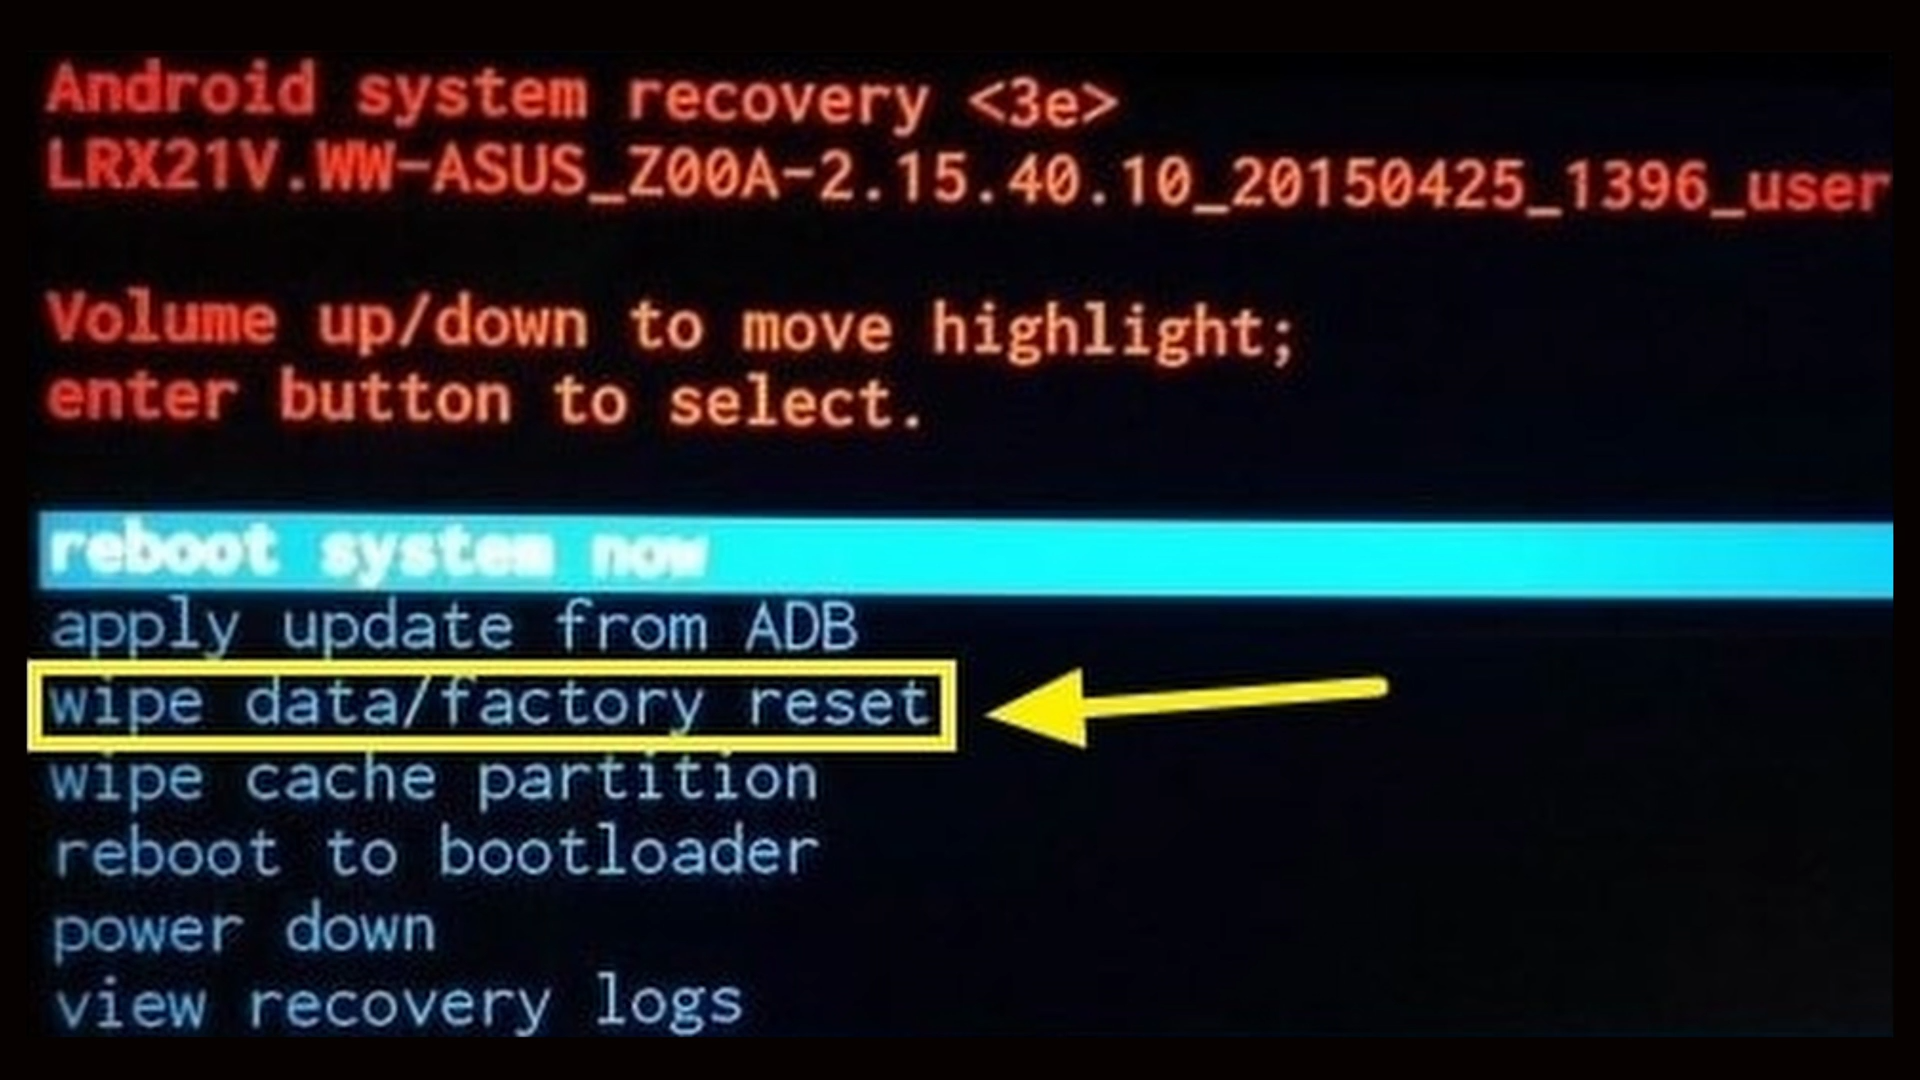 Android system recovery <3e>
LRX21V.WW-ASUS_Z00A-2.15.40.10_20150425_1396_user
Volume up/down to move highlight;
enter button to select.
reboot system now
apply update from ADB
wipe data/factory reset
wipe cache partition
reboot to bootloader
power down
view recovery logs